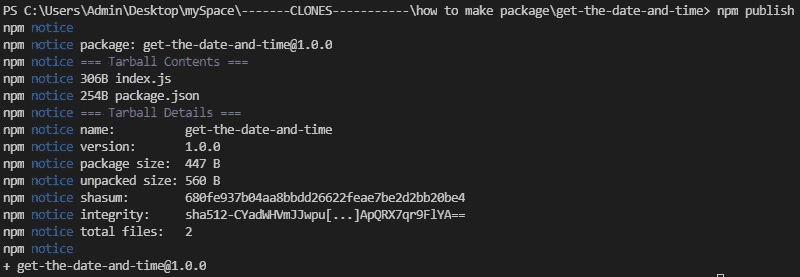 PS C:\Users\Admin\Desktop\mySpace\-------CLONES-----------\how to make package\get-the-date-and-time> npm publish
npm notice
npm notice package: get-the-date-and-time@1.0.0
npm notice === Tarball Contents ===
npm notice 306B index.js
npm notice 254B package.json
npm notice === Tarball Details ===
npm notice name: get-the-date-and-time
npm notice version: 1.0.0
npm notice package size: 447 B
npm notice unpacked size: 560 B
npm notice shasum: 680fe937b04aa8bbdd26622feae7be2d2bb20be4
npm notice integrity: sha512-CYadWHVmJJwpu[...]ApQRX7qr9FlYA==
npm notice total files: 2
npm notice
+ get-the-date-and-time@1.0.0